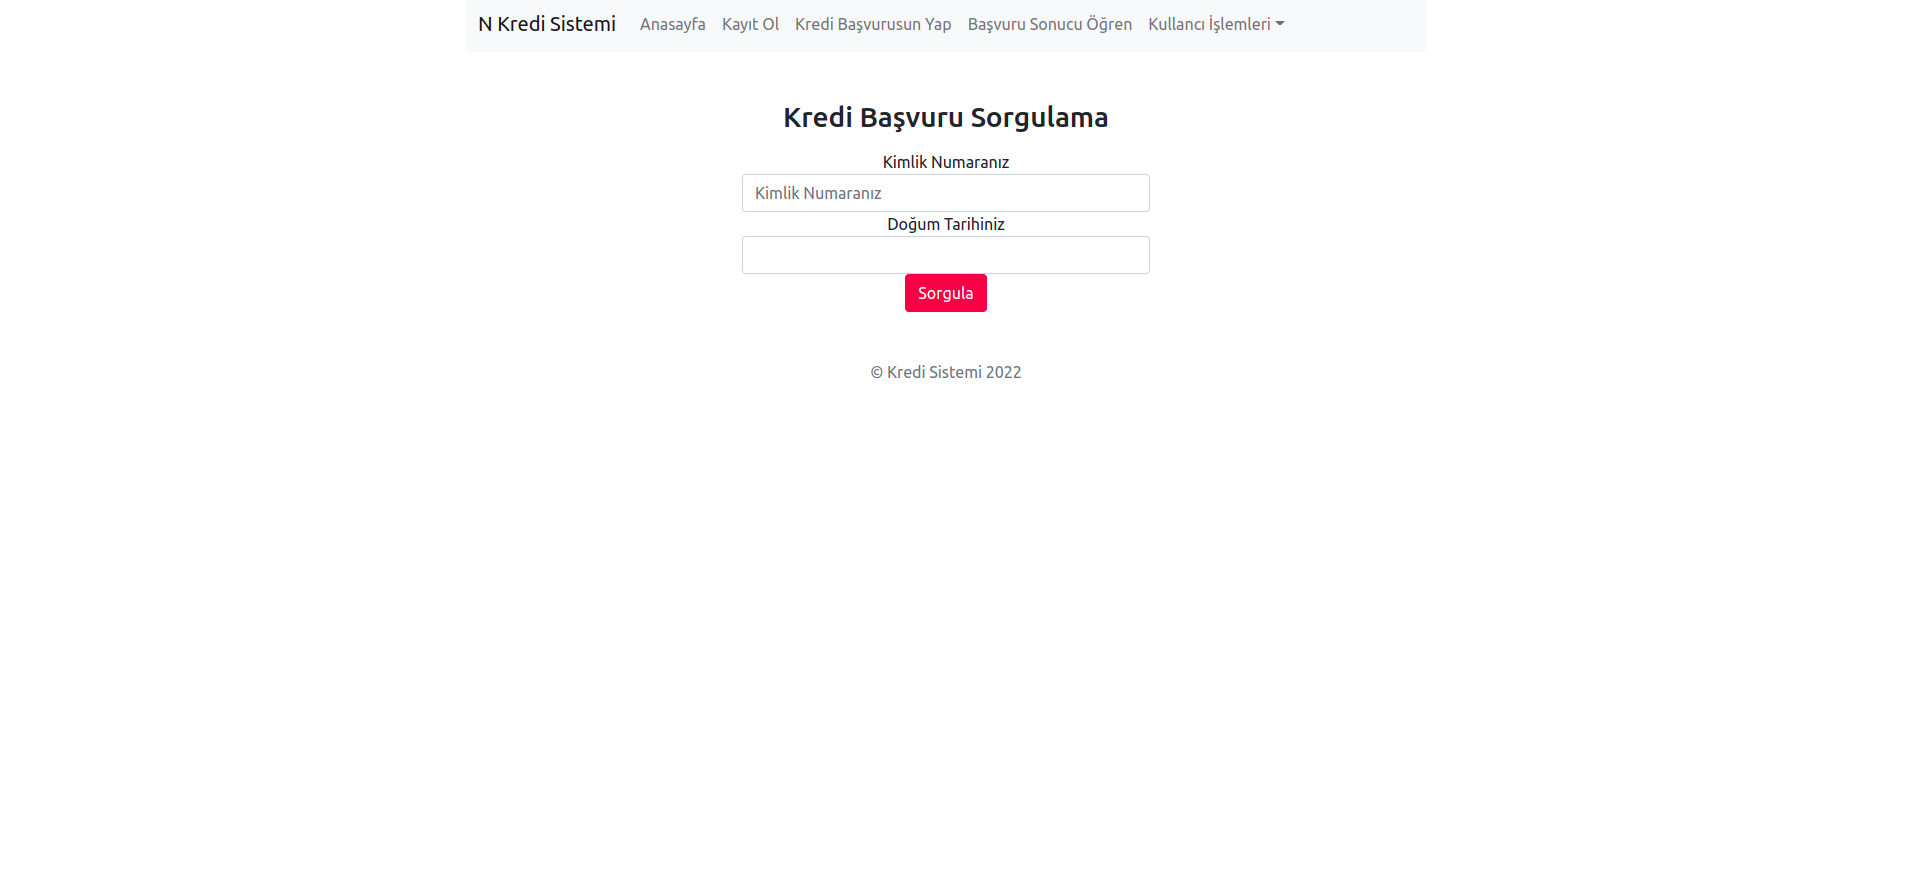 N Kredi Sistemi Anasayfa Kayıt Ol Kredi Başvurusun Yap Başvuru Sonucu Öğren Kullancı İşlemleri
Kredi Başvuru Sorgulama
Kimlik Numaranız
Kimlik Numaranız
Doğum Tarihiniz
Sorgula
© Kredi Sistemi 2022